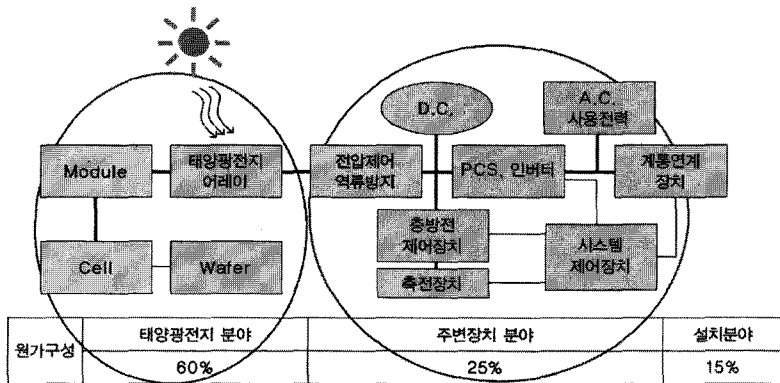 D.C.
A.C.
사용전력
Module
태양광전지
어레이
전압제어
역류방지
PCS, 인버터
계통연계
장치
Cell
Wafer
충방전
제어장치
축전장치
시스템
제어장치
원가구성
태양광전지 분야
주변장치 분야
설치분야
60%
25%
15%